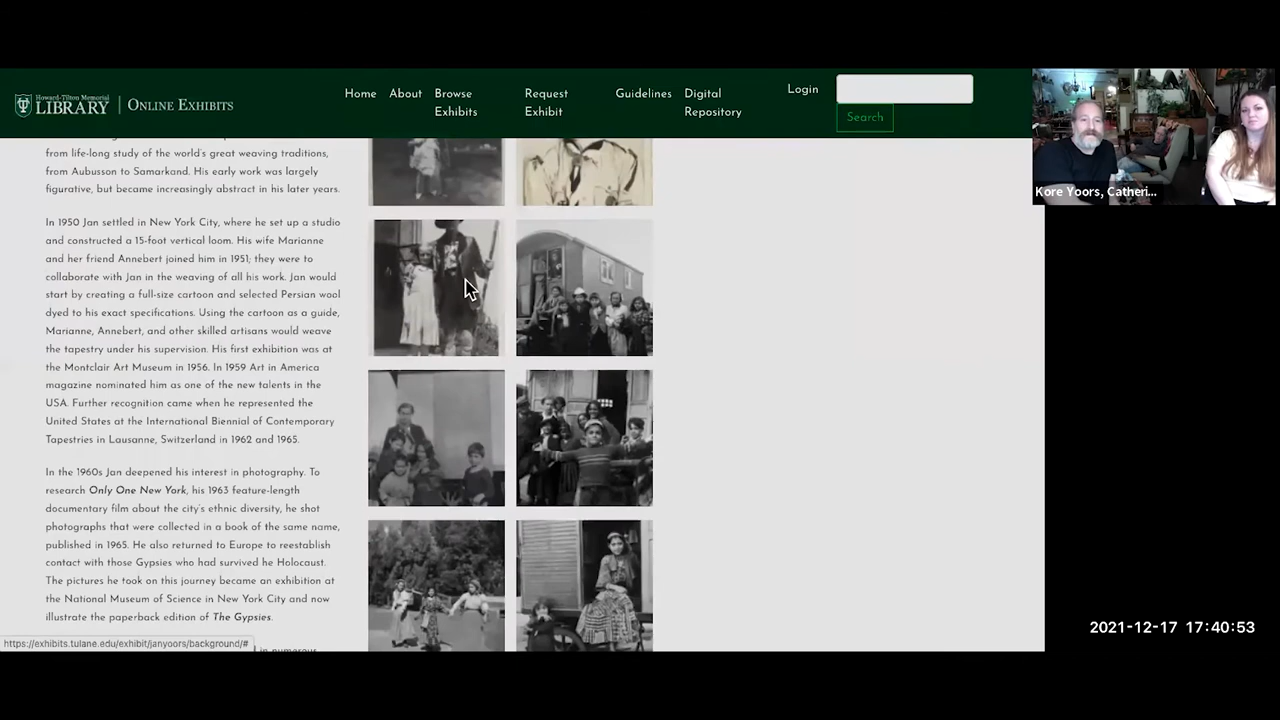 Howard-Tilton Memorial
LIBRARY
ONLINE EXHIBITS
Home
About
Browse
Exhibits
Request
Exhibit
Guidelines
Digital
Repository
Login
Search
from life-long study of the world's great weaving traditions,
from Aubusson to Samarkand. His early work was largely
figurative, but became increasingly abstract in his later years.
In 1950 Jan settled in New York City, where he set up a studio
and constructed a 15-foot vertical loom. His wife Marianne
and her friend Annebert joined him in 1951; they were to
collaborate with Jan in the weaving of all his work. Jan would
start by creating a full-size cartoon and selected Persian wool
dyed to his exact specifications. Using the cartoon as a guide,
Marianne, Annebert, and other skilled artisans would weave
the tapestry under his supervision. His first exhibition was at
the Montclair Art Museum in 1956. In 1959 Art in America
magazine nominated him as one of the new talents in the
USA. Further recognition came when he represented the
United States at the International Biennial of Contemporary
Tapestries in Lausanne, Switzerland in 1962 and 1965.
In the 1960s Jan deepened his interest in photography. To
research Only One New York, his 1963 feature-length
documentary film about the city's ethnic diversity, he shot
photographs that were collected in a book of the same name,
published in 1965. He also returned to Europe to reestablish
contact with those Gypsies who had survived he Holocaust.
The pictures he took on this journey became an exhibition at
the National Museum of Science in New York City and now
illustrate the paperback edition of The Gypsies.
https://exhibits.tulane.edu/exhibit/janyoors/background/#
Kore Yoors, Catheri...
2021-12-17 17:40:53